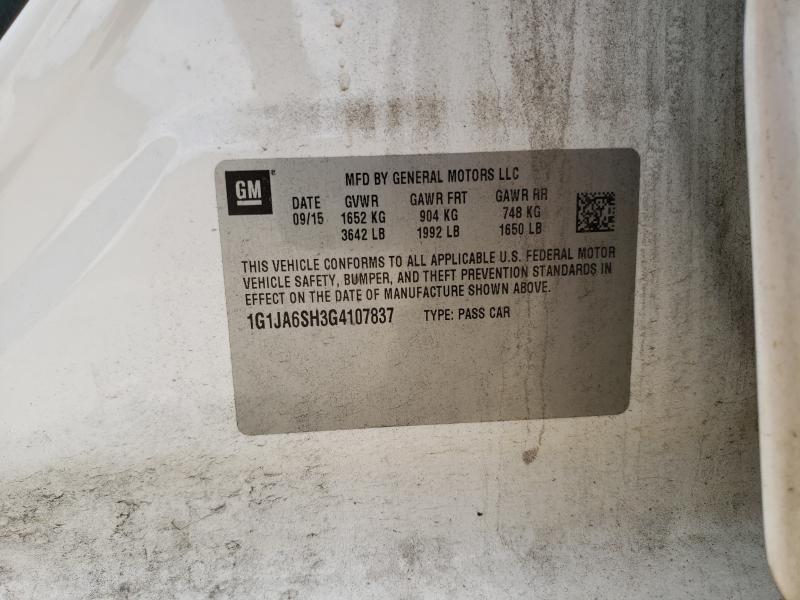 GM
MFD BY GENERAL MOTORS LLC
DATE GVWR GAWR FRT GAWR RR
09/15 1652 KG 904 KG 748 KG
3642 LB 1992 LB 1650 LB
THIS VEHICLE CONFORMS TO ALL APPLICABLE U.S. FEDERAL MOTOR
VEHICLE SAFETY, BUMPER, AND THEFT PREVENTION STANDARDS IN
EFFECT ON THE DATE OF MANUFACTURE SHOWN ABOVE.
1G1JA6SH3G4107837 TYPE: PASS CAR